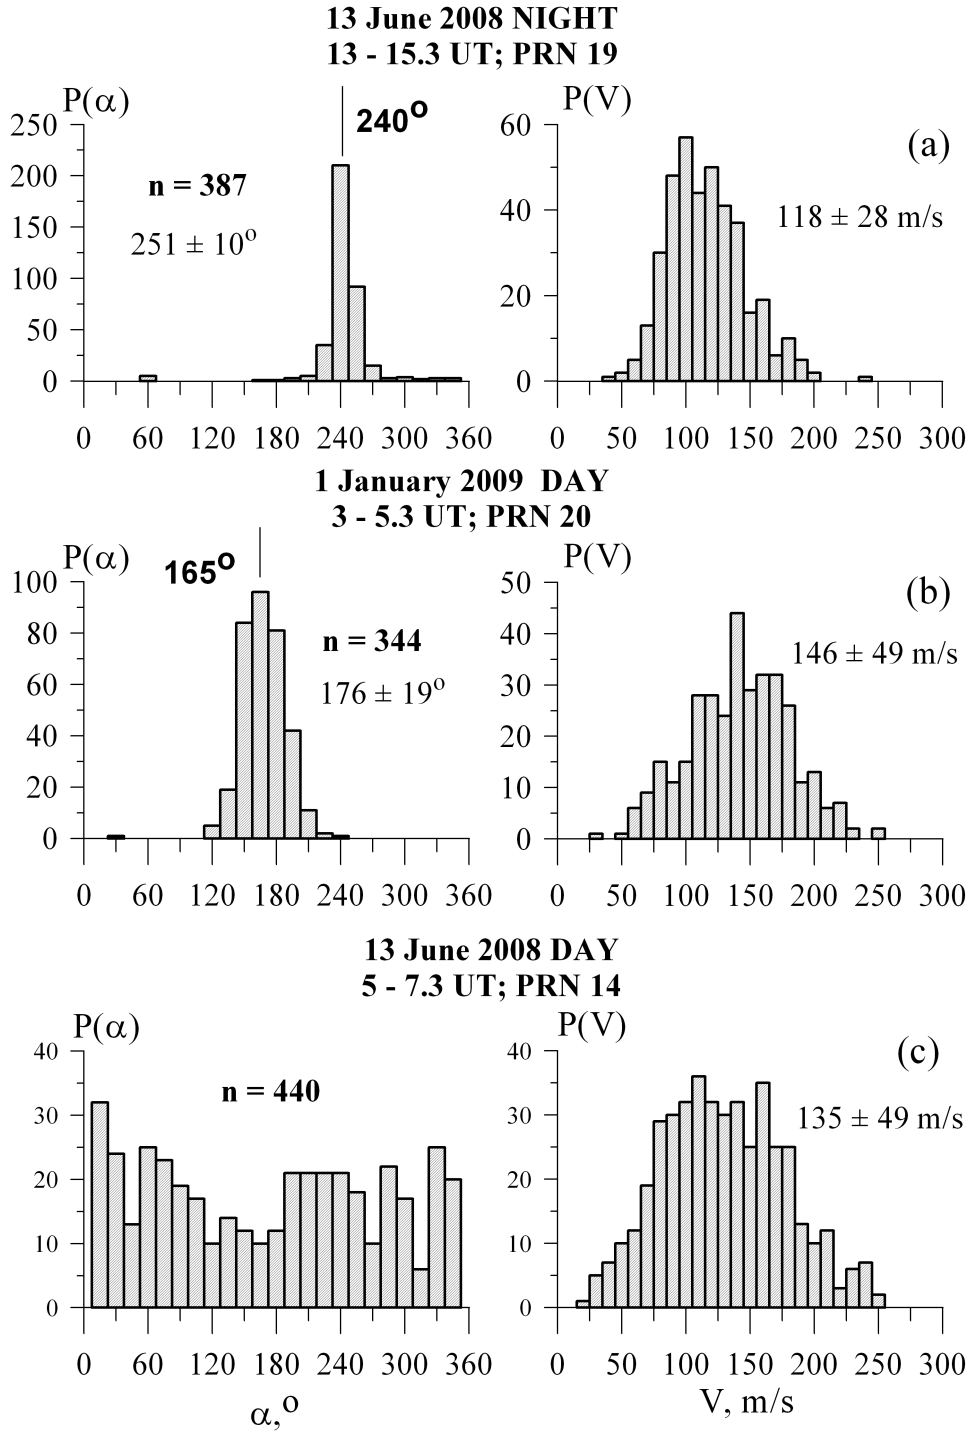 13 June 2008 NIGHT
13 - 15.3 UT; PRN 19
P(α)
240°
250
200
150
100
50
0
n = 387
251 ± 10°
0 60 120 180 240 300 360
P(V)
(a)
60
40
20
0
118 ± 28 m/s
0 50 100 150 200 250 300
1 January 2009 DAY
3 - 5.3 UT; PRN 20
P(α)
165°
100
80
60
40
20
0
n = 344
176 ± 19°
0 60 120 180 240 300 360
P(V)
(b)
50
40
30
20
10
0
146 ± 49 m/s
0 50 100 150 200 250 300
13 June 2008 DAY
5 - 7.3 UT; PRN 14
P(α)
40
30
20
10
0
n = 440
0 60 120 180 240 300 360
α,°
P(V)
(c)
40
30
20
10
0
135 ± 49 m/s
0 50 100 150 200 250 300
V, m/s